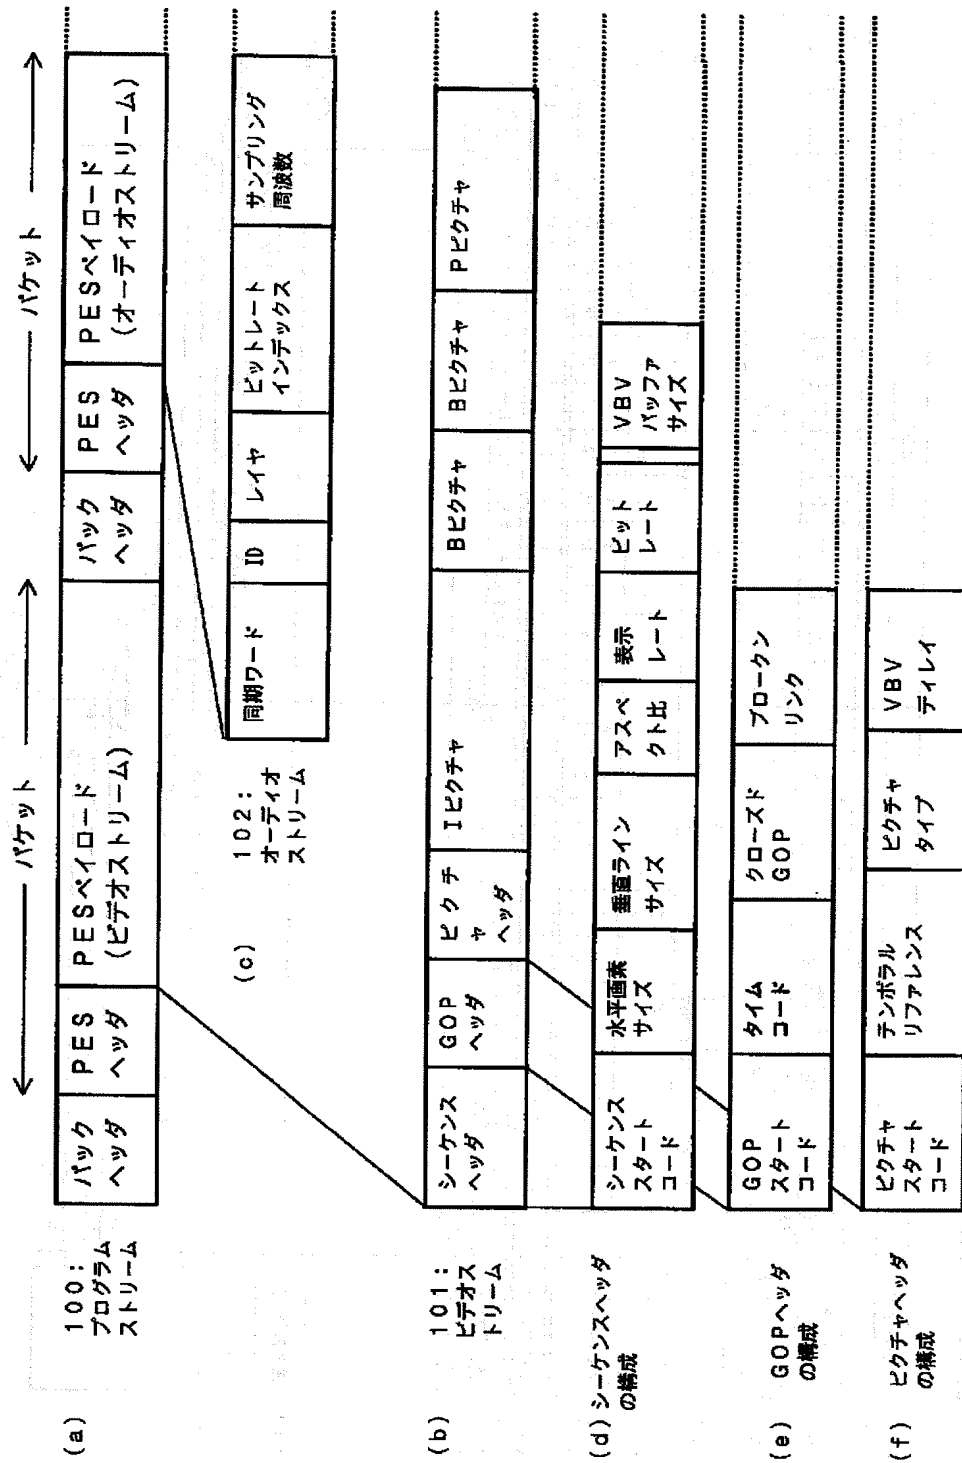 パケット
パケット
(a)
100:
プログラム
ストリーム
パック
ヘッダ
PES
ヘッダ
PESペイロード
(ビデオストリーム)
パック
ヘッダ
PES
ヘッダ
PESペイロード
(オーディオストリーム)
(c)
102:
オーディオ
ストリーム
同期ワード
ID
レイヤ
ビットレート
インデックス
サンプリング
周波数
(b)
101:
ビデオス
トリーム
シーケンス
ヘッダ
GOP
ヘッダ
ピクチ
ャ
ヘッダ
Iピクチャ
Bピクチャ
Bピクチャ
Pピクチャ
(d)シーケンスヘッダ
の構成
シーケンス
スタート
コード
水平画素
サイズ
垂直ライン
サイズ
アスペ
クト比
表示
レート
ビット
レート
VBV
バッファ
サイズ
(e)
GOPヘッダ
の構成
GOP
スタート
コード
タイム
コード
クローズド
GOP
ブロークン
リンク
(f)
ピクチャヘッダ
の構成
ピクチャ
スタート
コード
テンポラル
リファレンス
ピクチャ
タイプ
VBV
ディレイ